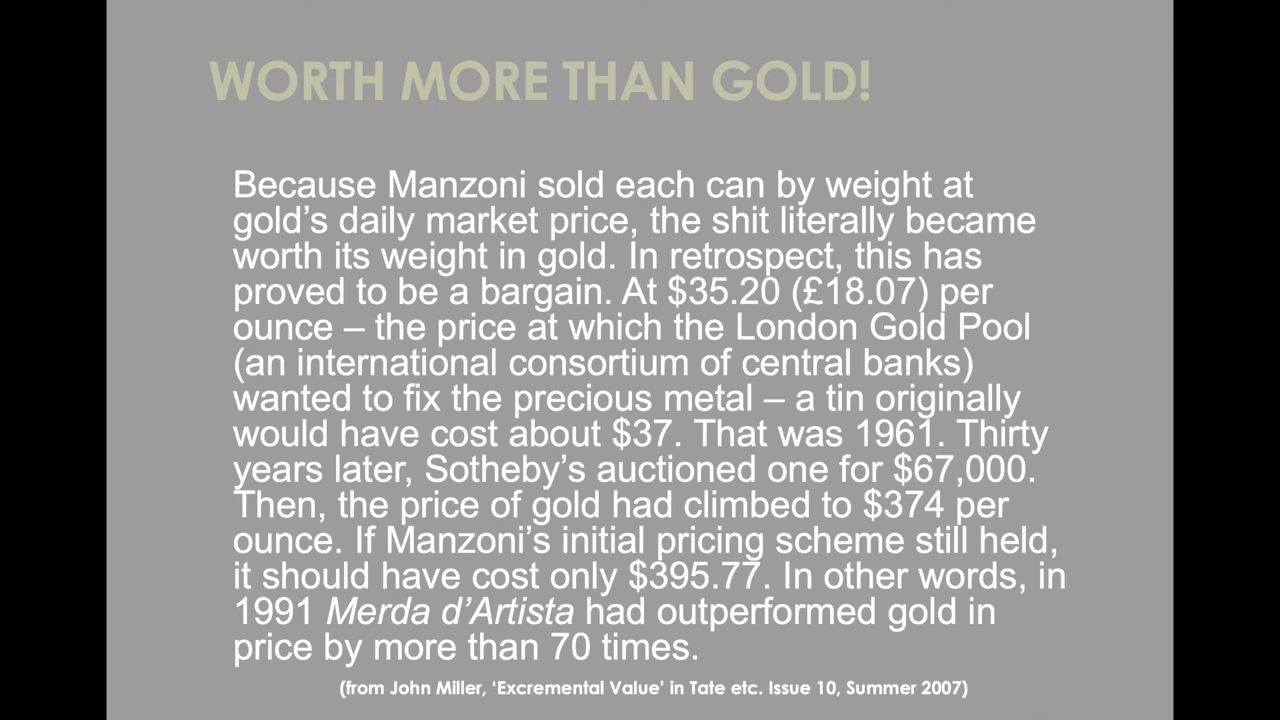 WORTH MORE THAN GOLD!
Because Manzoni sold each can by weight at
gold’s daily market price, the shit literally became
worth its weight in gold. In retrospect, this has
proved to be a bargain. At $35.20 (£18.07) per
ounce – the price at which the London Gold Pool
(an international consortium of central banks)
wanted to fix the precious metal – a tin originally
would have cost about $37. That was 1961. Thirty
years later, Sotheby’s auctioned one for $67,000.
Then, the price of gold had climbed to $374 per
ounce. If Manzoni’s initial pricing scheme still held,
it should have cost only $395.77. In other words, in
1991 Merda d’Artista had outperformed gold in
price by more than 70 times.
(from John Miller, ‘Excremental Value’ in Tate etc. Issue 10, Summer 2007)